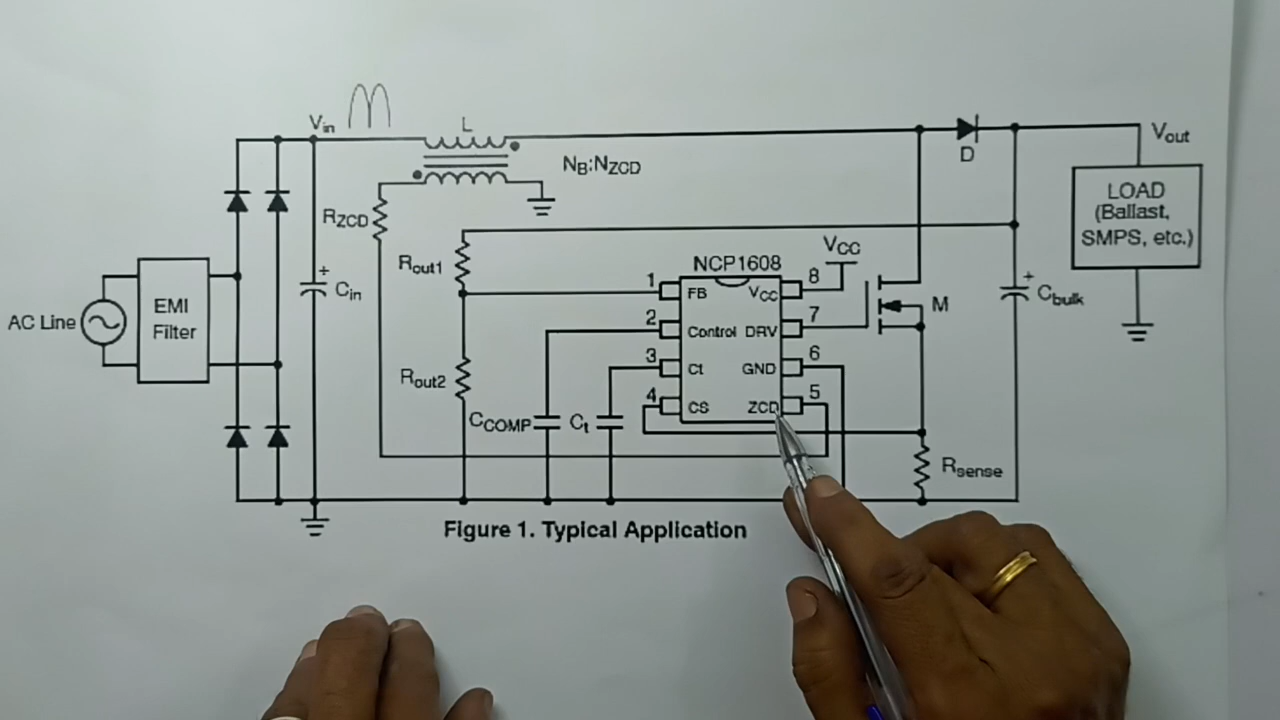 Vin
L
NB:NZCD
D
Vout
LOAD
(Ballast,
SMPS, etc.)
RZCD
Rout1
VCC
NCP1608
+
Cin
EMI
Filter
AC Line
1
FB
VCC
8
2
Control
DRV
7
3
Ct
GND
6
4
CS
ZCD
5
M
+
Cbulk
Rout2
CCOMP
Ct
Rsense
Figure 1. Typical Application